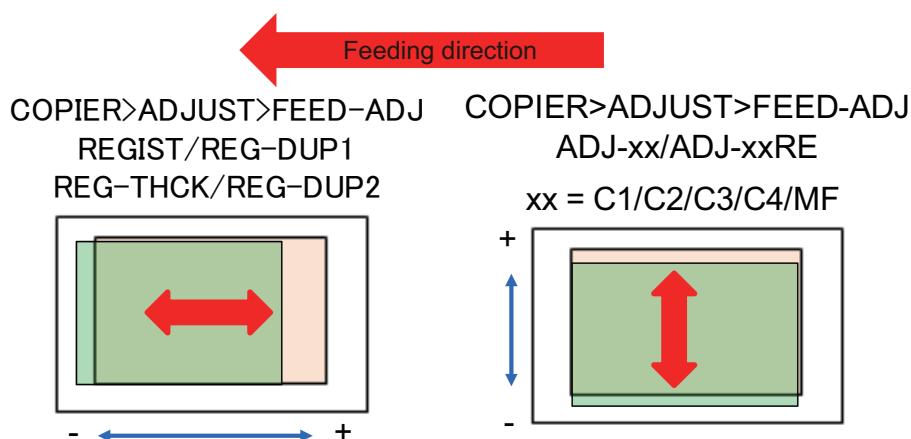 Feeding direction
COPIER>ADJUST>FEED-ADJ
REGIST/REG-DUP1
REG-THCK/REG-DUP2
- +
COPIER>ADJUST>FEED-ADJ
ADJ-xx/ADJ-xxRE
xx = C1/C2/C3/C4/MF
+
-